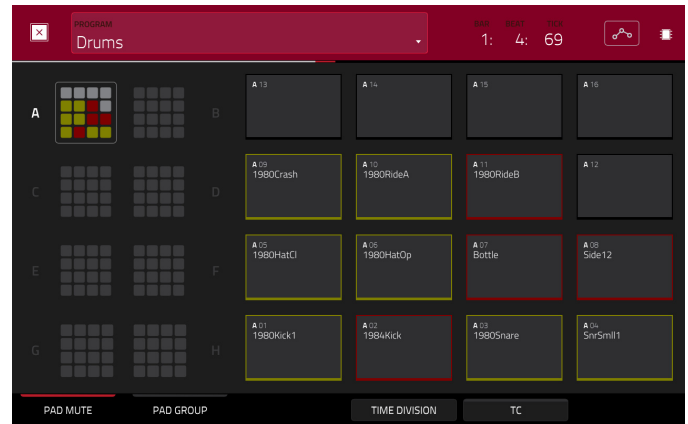 PROGRAM
Drums
BAR BEAT TICK
1: 4: 69
A
B
C
D
E
F
G
H
A 13
A 14
A 15
A 16
A 09
1980Crash
A 10
1980RideA
A 11
1980RideB
A 12
A 05
1980HatCl
A 06
1980HatOp
A 07
Bottle
A 08
Side12
A 01
1980Kick1
A 02
1984Kick
A 03
1980Snare
A 04
SnrSmll1
PAD MUTE
PAD GROUP
TIME DIVISION
TC